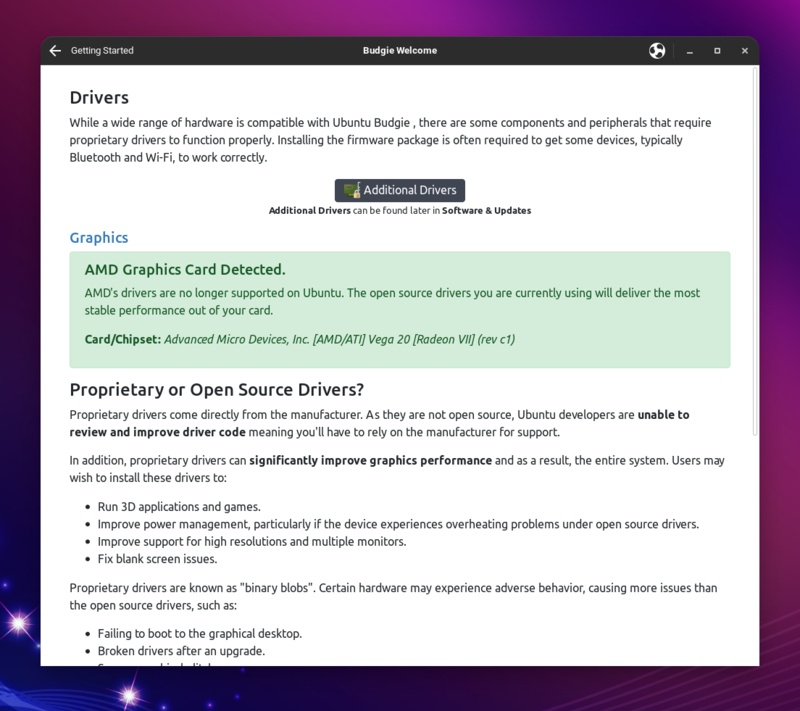 Getting Started
Budgie Welcome
Drivers
While a wide range of hardware is compatible with Ubuntu Budgie , there are some components and peripherals that require
proprietary drivers to function properly. Installing the firmware package is often required to get some devices, typically
Bluetooth and Wi-Fi, to work correctly.
Additional Drivers
Additional Drivers can be found later in Software & Updates
Graphics
AMD Graphics Card Detected.
AMD's drivers are no longer supported on Ubuntu. The open source drivers you are currently using will deliver the most
stable performance out of your card.
Card/Chipset: Advanced Micro Devices, Inc. [AMD/ATI] Vega 20 [Radeon VII] (rev c1)
Proprietary or Open Source Drivers?
Proprietary drivers come directly from the manufacturer. As they are not open source, Ubuntu developers are unable to
review and improve driver code meaning you'll have to rely on the manufacturer for support.
In addition, proprietary drivers can significantly improve graphics performance and as a result, the entire system. Users may
wish to install these drivers to:
• Run 3D applications and games.
• Improve power management, particularly if the device experiences overheating problems under open source drivers.
• Improve support for high resolutions and multiple monitors.
• Fix blank screen issues.
Proprietary drivers are known as "binary blobs". Certain hardware may experience adverse behavior, causing more issues than
the open source drivers, such as:
• Failing to boot to the graphical desktop.
• Broken drivers after an upgrade.